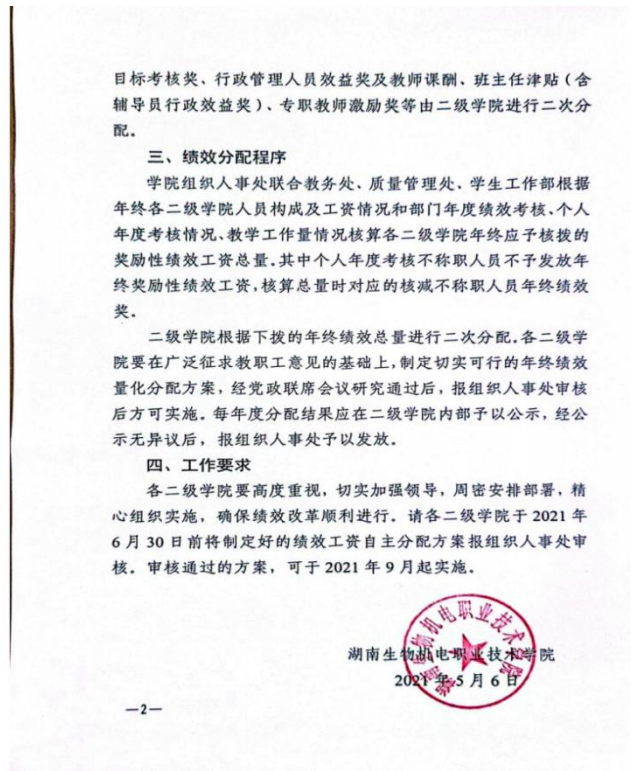 目标考核奖、行政管理人员效益奖及教师课酬、班主任津贴（含
辅导员行政效益奖）、专职教师激励奖等由二级学院进行二次分
配。
三、绩效分配程序
学院组织人事处联合教务处、质量管理处、学生工作部根据
年终各二级学院人员构成及工资情况和部门年度绩效考核、个人
年度考核情况、教学工作量情况核算各二级学院年终应予核拨的
奖励性绩效工资总量。其中个人年度考核不称职人员不予发放年
终奖励性绩效工资，核算总量时对应的核减不称职人员年终绩效
奖。
二级学院根据下拨的年终绩效总量进行二次分配。各二级学
院要在广泛征求教职工意见的基础上，制定切实可行的年终绩效
量化分配方案，经党政联席会议研究通过后，报组织人事处审核
后方可实施。每年度分配结果应在二级学院内部予以公示，经公
示无异议后，报组织人事处予以发放。
四、工作要求
各二级学院要高度重视，切实加强领导，周密安排部署，精
心组织实施，确保绩效改革顺利进行。请各二级学院于 2021 年
6 月 30 日前将制定好的绩效工资自主分配方案报组织人事处审
核。审核通过的方案，可于 2021 年 9 月起实施。
湖南生物机电职业技术学院
湖南生物机电职业技术学院
2021 年 5 月 6 日
—2—